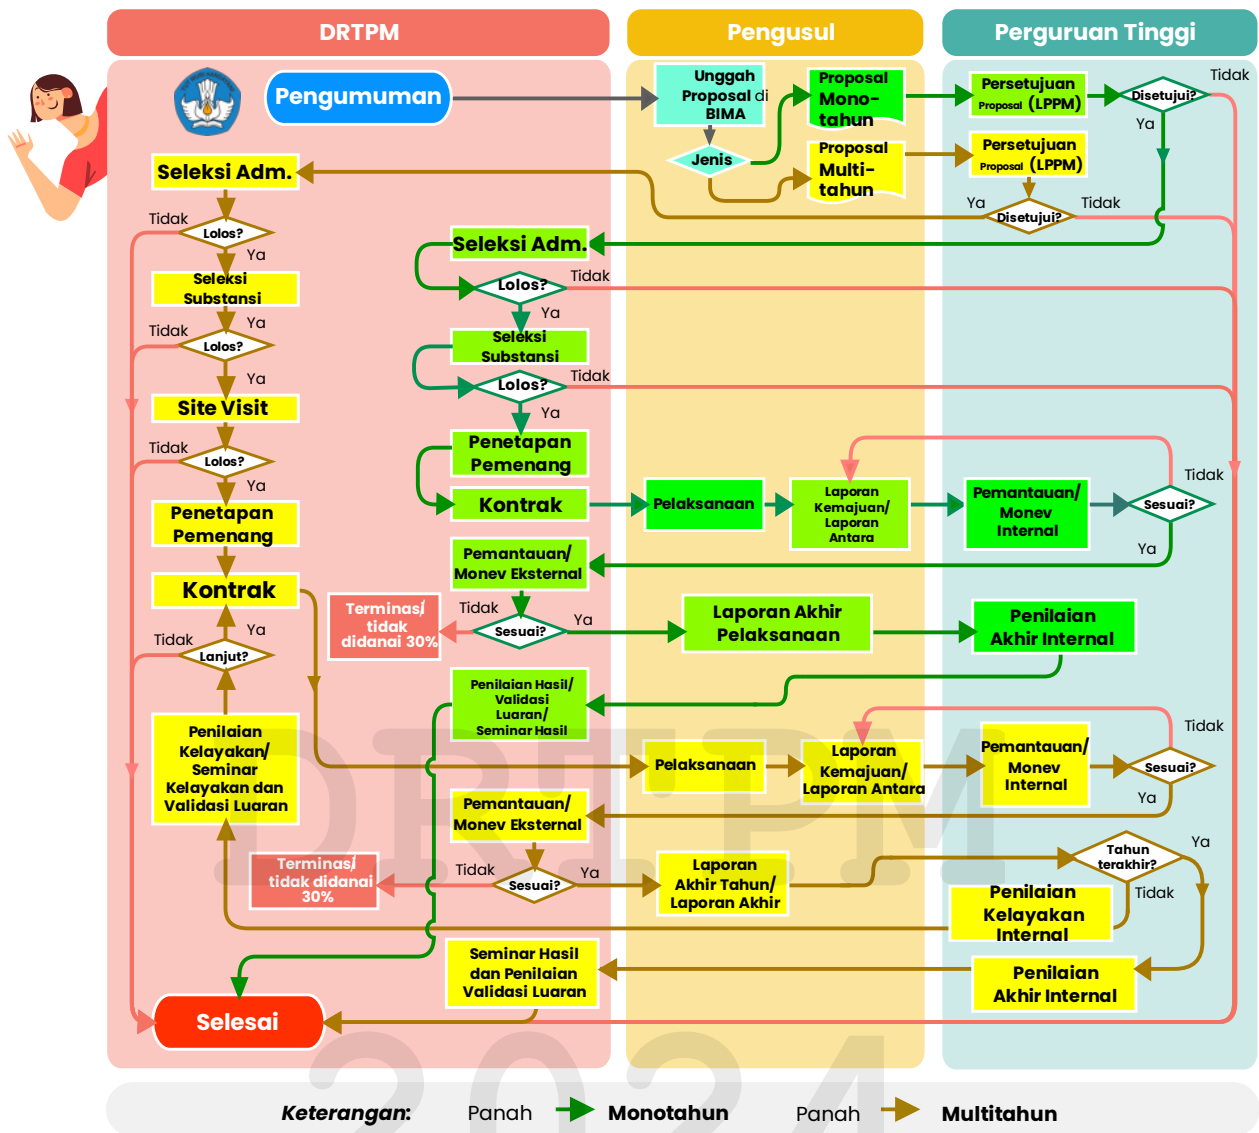 DRTPM
Pengusul
Perguruan Tinggi
Pengumuman
Unggah
Proposal di
BIMA
Jenis
Proposal
Mono-
tahun
Persetujuan
Proposal (LPPM)
Disetujui?
Tidak
Ya
Proposal
Multi-
tahun
Persetujuan
Proposal (LPPM)
Disetujui?
Ya
Tidak
Seleksi Adm.
Lolos?
Tidak
Ya
Seleksi
Substansi
Lolos?
Tidak
Ya
Site Visit
Lolos?
Tidak
Ya
Penetapan
Pemenang
Kontrak
Ya
Lanjut?
Tidak
Penilaian
Kelayakan/
Seminar
Kelayakan dan
Validasi Luaran
Seleksi Adm.
Lolos?
Tidak
Ya
Seleksi
Substansi
Lolos?
Tidak
Ya
Penetapan
Pemenang
Kontrak
Pelaksanaan
Laporan
Kemajuan/
Laporan
Antara
Pemantauan/
Monev
Internal
Sesuai?
Tidak
Ya
Pemantauan/
Monev Eksternal
Sesuai?
Tidak
Ya
Terminasi/
tidak
didanai 30%
Laporan Akhir
Pelaksanaan
Penilaian
Akhir Internal
Penilaian Hasil/
Validasi
Luaran/
Seminar Hasil
Pelaksanaan
Laporan
Kemajuan/
Laporan Antara
Pemantauan/
Monev
Internal
Sesuai?
Tidak
Ya
Pemantauan/
Monev Eksternal
Sesuai?
Tidak
Ya
Terminasi/
tidak didanai
30%
Laporan
Akhir Tahun/
Laporan Akhir
Tahun
terakhir?
Ya
Tidak
Penilaian
Kelayakan
Internal
Penilaian
Akhir Internal
Seminar Hasil
dan Penilaian
Validasi Luaran
Selesai
DRTPM
2024
Keterangan:
Panah
Monotahun
Panah
Multitahun